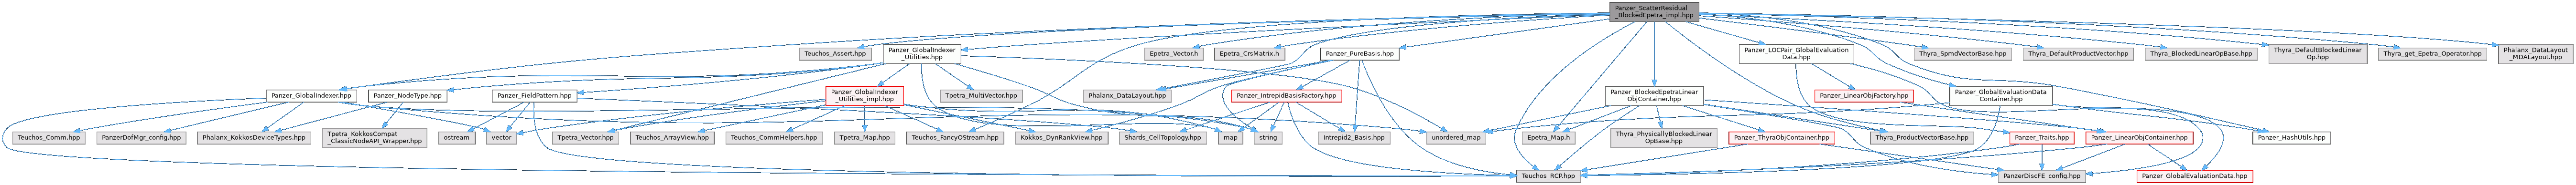 Panzer_ScatterResidual
_BlockedEpetra_impl.hpp
Teuchos_Assert.hpp
Panzer_GlobalIndexer
_Utilities.hpp
Epetra_Vector.h
Epetra_CrsMatrix.h
Panzer_PureBasis.hpp
Panzer_LOCPair_GlobalEvaluation
Data.hpp
Thyra_SpmdVectorBase.hpp
Thyra_DefaultProductVector.hpp
Thyra_BlockedLinearOpBase.hpp
Thyra_DefaultBlockedLinear
Op.hpp
Thyra_get_Epetra_Operator.hpp
Phalanx_DataLayout
_MDALayout.hpp
Panzer_GlobalIndexer.hpp
Panzer_NodeType.hpp
Panzer_FieldPattern.hpp
Panzer_GlobalIndexer
_Utilities_impl.hpp
Tpetra_MultiVector.hpp
Phalanx_DataLayout.hpp
Panzer_IntrepidBasisFactory.hpp
Panzer_BlockedEpetraLinear
ObjContainer.hpp
Panzer_LinearObjFactory.hpp
Panzer_GlobalEvaluationData
Container.hpp
Teuchos_Comm.hpp
PanzerDofMgr_config.hpp
Phalanx_KokkosDeviceTypes.hpp
Tpetra_KokkosCompat
_ClassicNodeAPI_Wrapper.hpp
ostream
vector
Tpetra_Vector.hpp
Teuchos_ArrayView.hpp
Teuchos_CommHelpers.hpp
Tpetra_Map.hpp
Teuchos_FancyOStream.hpp
Kokkos_DynRankView.hpp
Shards_CellTopology.hpp
map
string
Intrepid2_Basis.hpp
unordered_map
Epetra_Map.h
Thyra_PhysicallyBlockedLinear
OpBase.hpp
Panzer_ThyraObjContainer.hpp
Thyra_ProductVectorBase.hpp
Panzer_Traits.hpp
Panzer_LinearObjContainer.hpp
Panzer_HashUtils.hpp
Teuchos_RCP.hpp
PanzerDiscFE_config.hpp
Panzer_GlobalEvaluationData.hpp